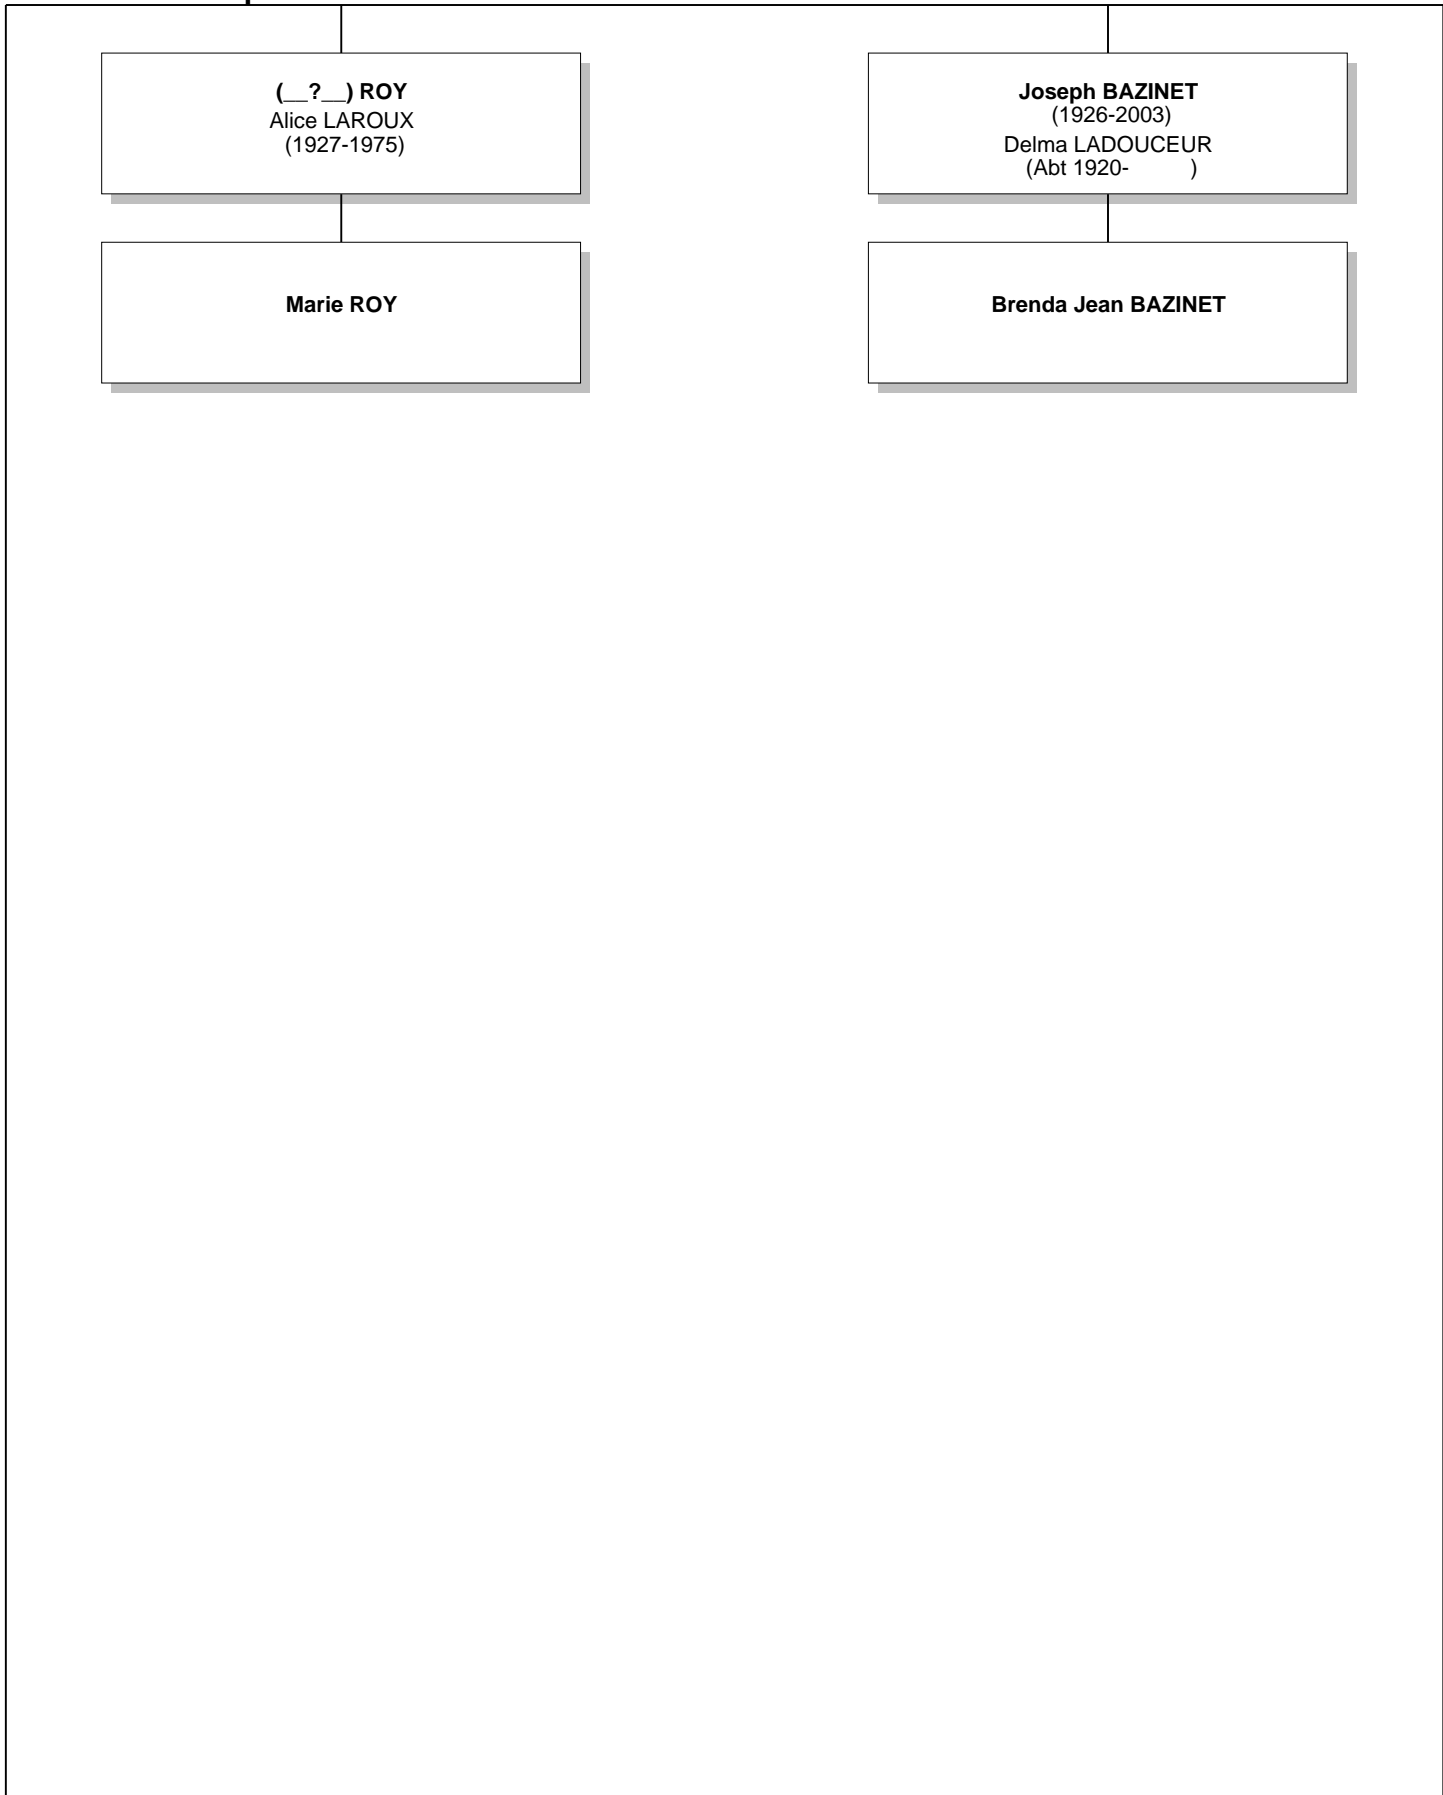 (__?__) ROY
Alice LAROUX
(1927-1975)
Joseph BAZINET
(1926-2003)
Delma LADOUCEUR
(Abt 1920- )
Marie ROY
Brenda Jean BAZINET